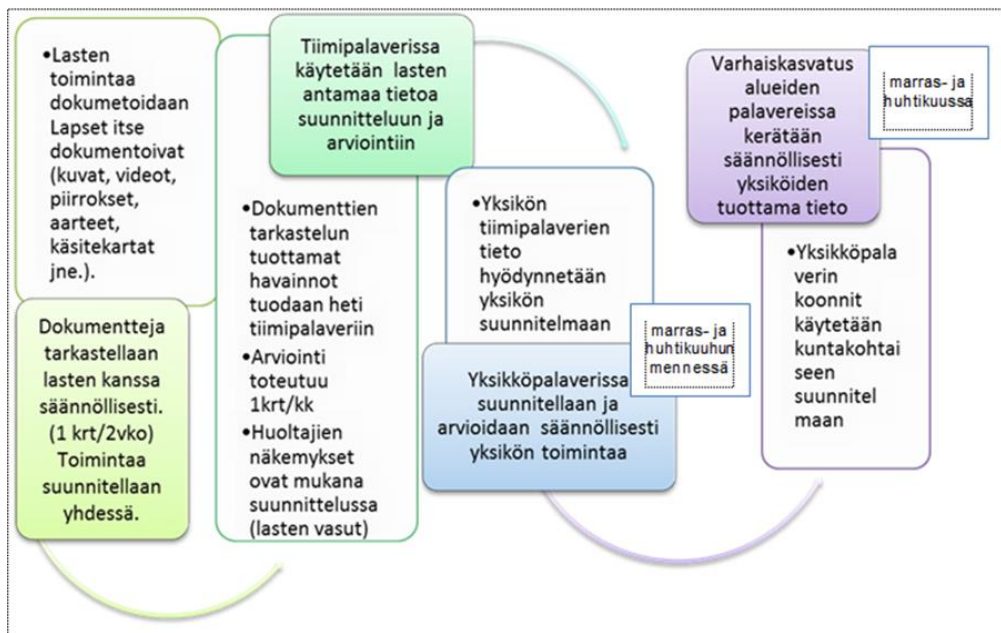 •Lasten
toimintaa
dokumetoidaan
Lapset itse
dokumentoivat
(kuvat, videot,
piirrokset,
aarteet,
käsitekartat
jne.).
Dokumentteja
tarkastellaan
lasten kanssa
säännöllisesti.
(1 krt/2vko)
Toimintaa
suunnitellaan
yhdessä.
Tiimipalaverissa
käytetään lasten
antamaa tietoa
suunnitteluun ja
arviointiin
•Dokumenttien
tarkastelun
tuottamat
havainnot
tuodaan heti
tiimipalaveriin
•Arviointi
toteutuu
1krt/kk
•Huoltajien
näkemykset
ovat mukana
suunnittelussa
(lasten vasut)
•Yksikön
tiimipalaverien
tieto
hyödynnetään
yksikön
suunnitelmaan
marras- ja
huhtikuuhun
mennessä
Yksikköpalaverissa
suunnitellaan ja
arvioidaan säännöllisesti
yksikön toimintaa
Varhaiskasvatus
alueiden
palavereissa
kerätään
säännöllisesti
yksiköiden
tuottama tieto
marras- ja
huhtikuussa
•Yksikköpala
verin
koonnit
käytetään
kuntakohtai
seen
suunnitel
maan